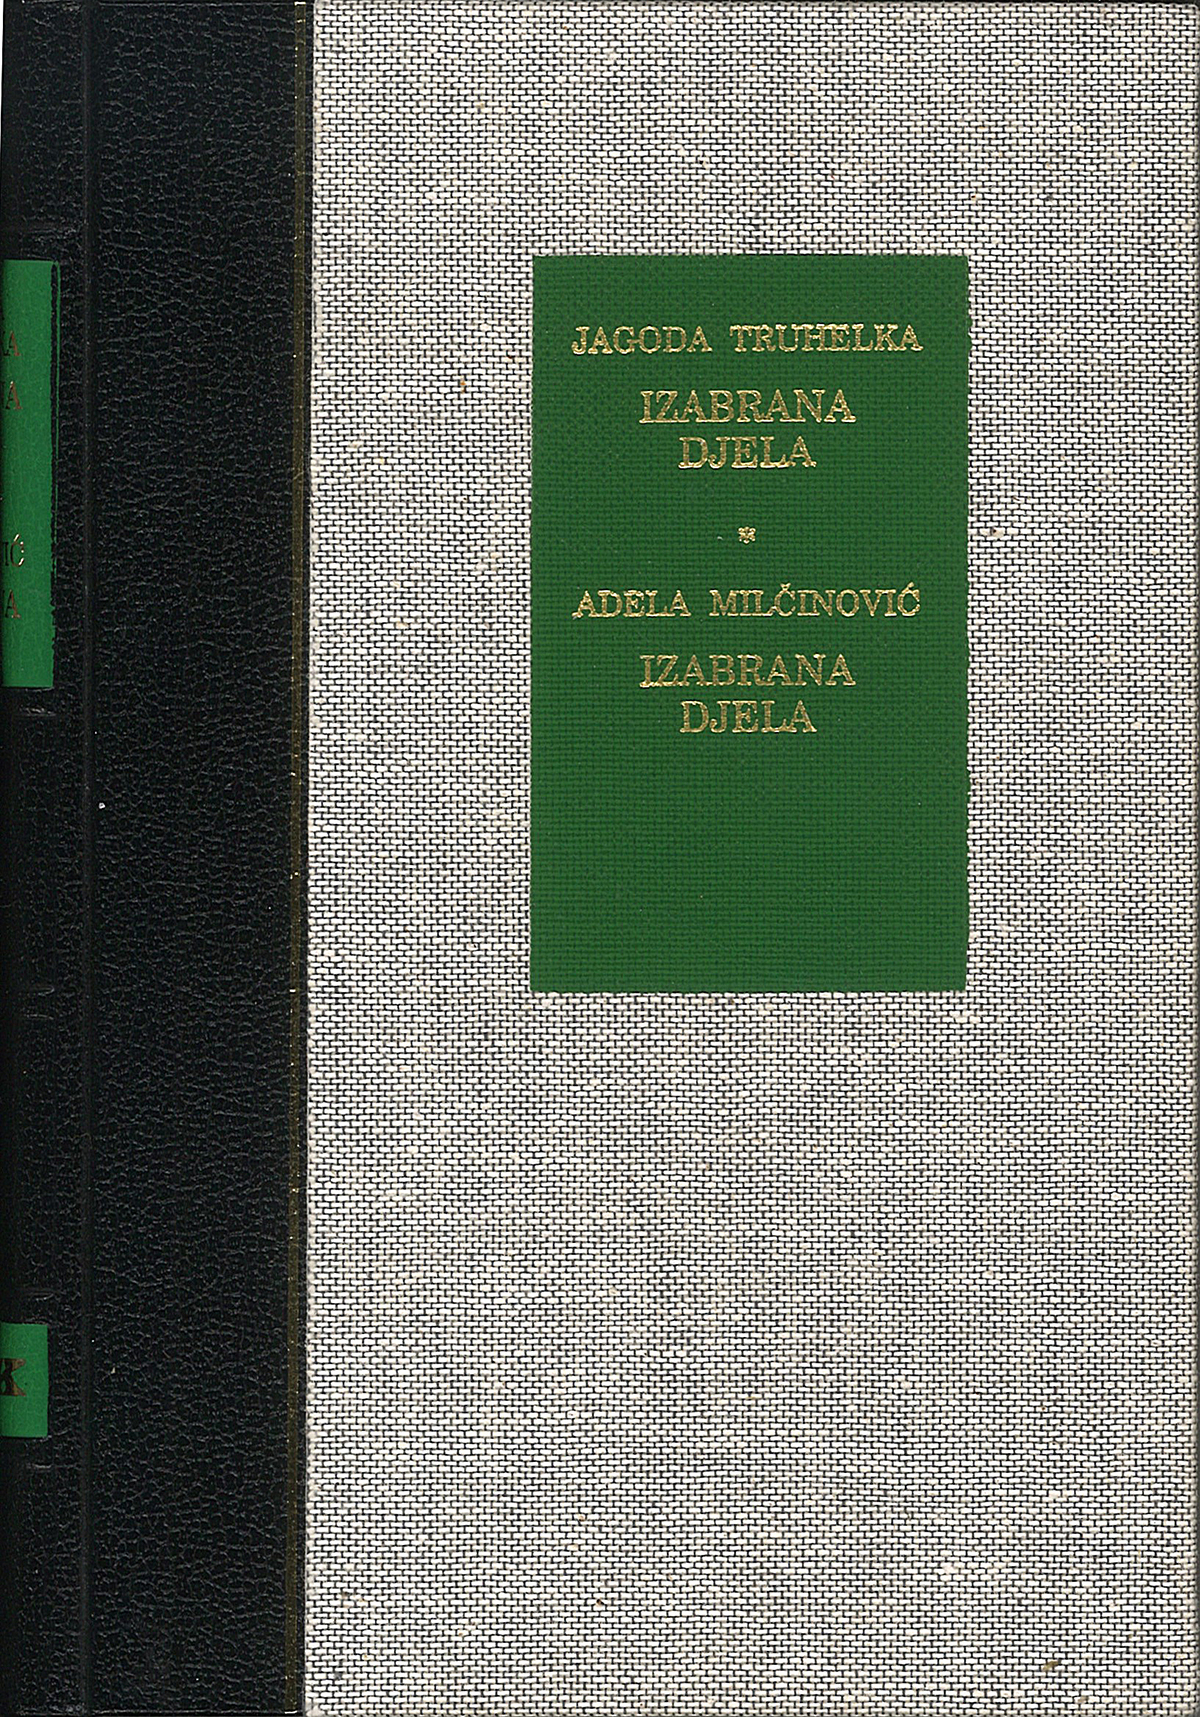 JAGODA TRUHELKA
IZABRANA
DJELA
*
ADELA MILČINOVIĆ
IZABRANA
DJELA